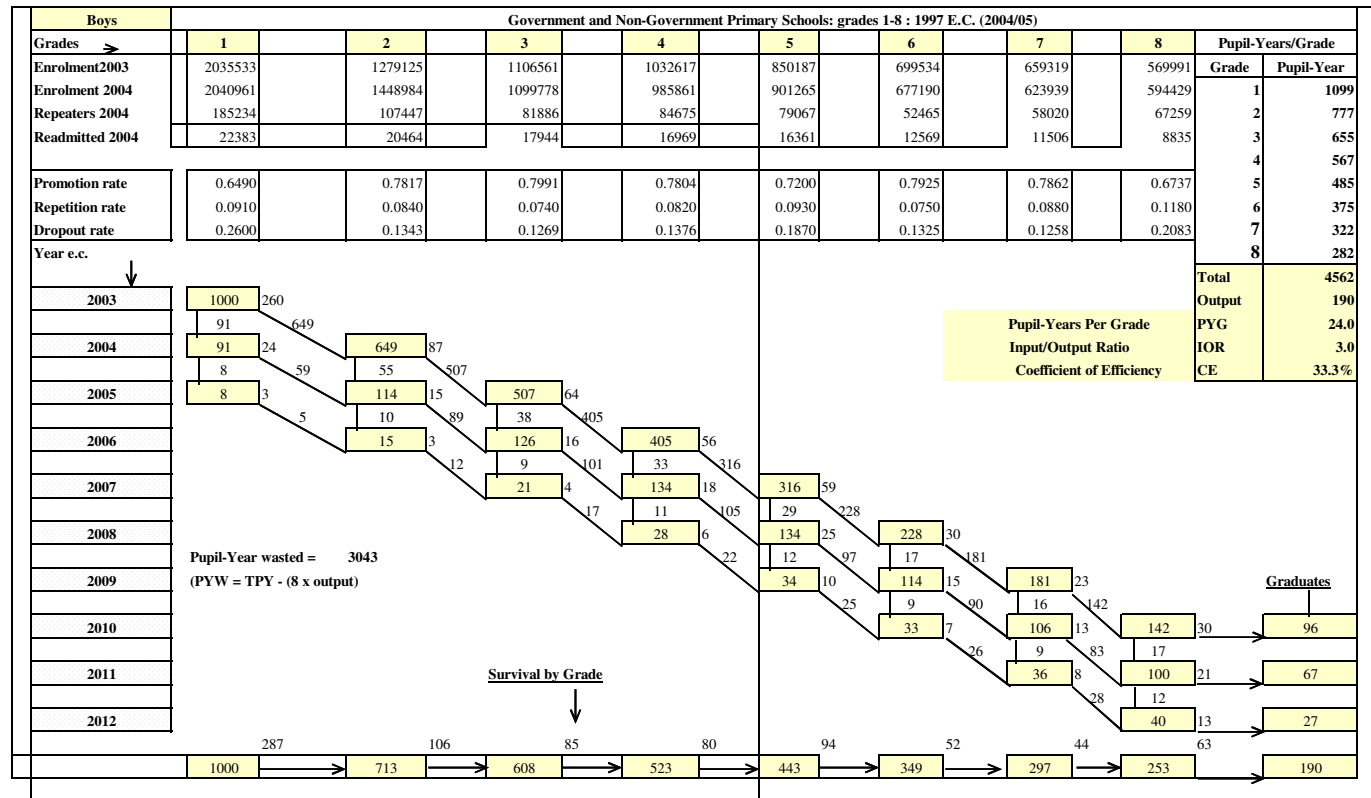 Boys Government and Non-Government Primary Schools: grades 1-8 : 1997 E.C. (2004/05)
Grades 1 2 3 4 5 6 7 8 Pupil-Years/Grade
Enrolment2003 2035533 1279125 1106561 1032617 850187 699534 659319 569991 Grade Pupil-Year
Enrolment 2004 2040961 1448984 1099778 985861 901265 677190 623939 594429 1 1099
Repeaters 2004 185234 107447 81886 84675 79067 52465 58020 67259 2 777
Readmitted 2004 22383 20464 17944 16969 16361 12569 11506 8835 3 655
4 567
Promotion rate 0.6490 0.7817 0.7991 0.7804 0.7200 0.7925 0.7862 0.6737 5 485
Repetition rate 0.0910 0.0840 0.0740 0.0820 0.0930 0.0750 0.0880 0.1180 6 375
Dropout rate 0.2600 0.1343 0.1269 0.1376 0.1870 0.1325 0.1258 0.2083 7 322
Year e.c. 8 282
Total 4562
2003 1000 260 Output 190
91 649 Pupil-Years Per Grade PYG 24.0
2004 91 24 649 87 Input/Output Ratio IOR 3.0
8 59 55 507 Coefficient of Efficiency CE 33.3%
2005 8 3 114 15 507 64
5 10 89 38 405
2006 15 3 126 16 405 56
12 9 101 33 316
2007 21 4 134 18 316 59
17 11 105 29 228
2008 28 6 134 25 228 30
Pupil-Year wasted = 3043 22 12 97 17 181
2009 (PYW = TPY - (8 x output) 34 10 114 15 181 23 Graduates
25 9 90 16 142
2010 33 7 106 13 142 30 96
26 9 83 17
2011 Survival by Grade 36 8 100 21 67
28 12
2012 40 13 27
287 106 85 80 94 52 44 63
1000 713 608 523 443 349 297 253 190